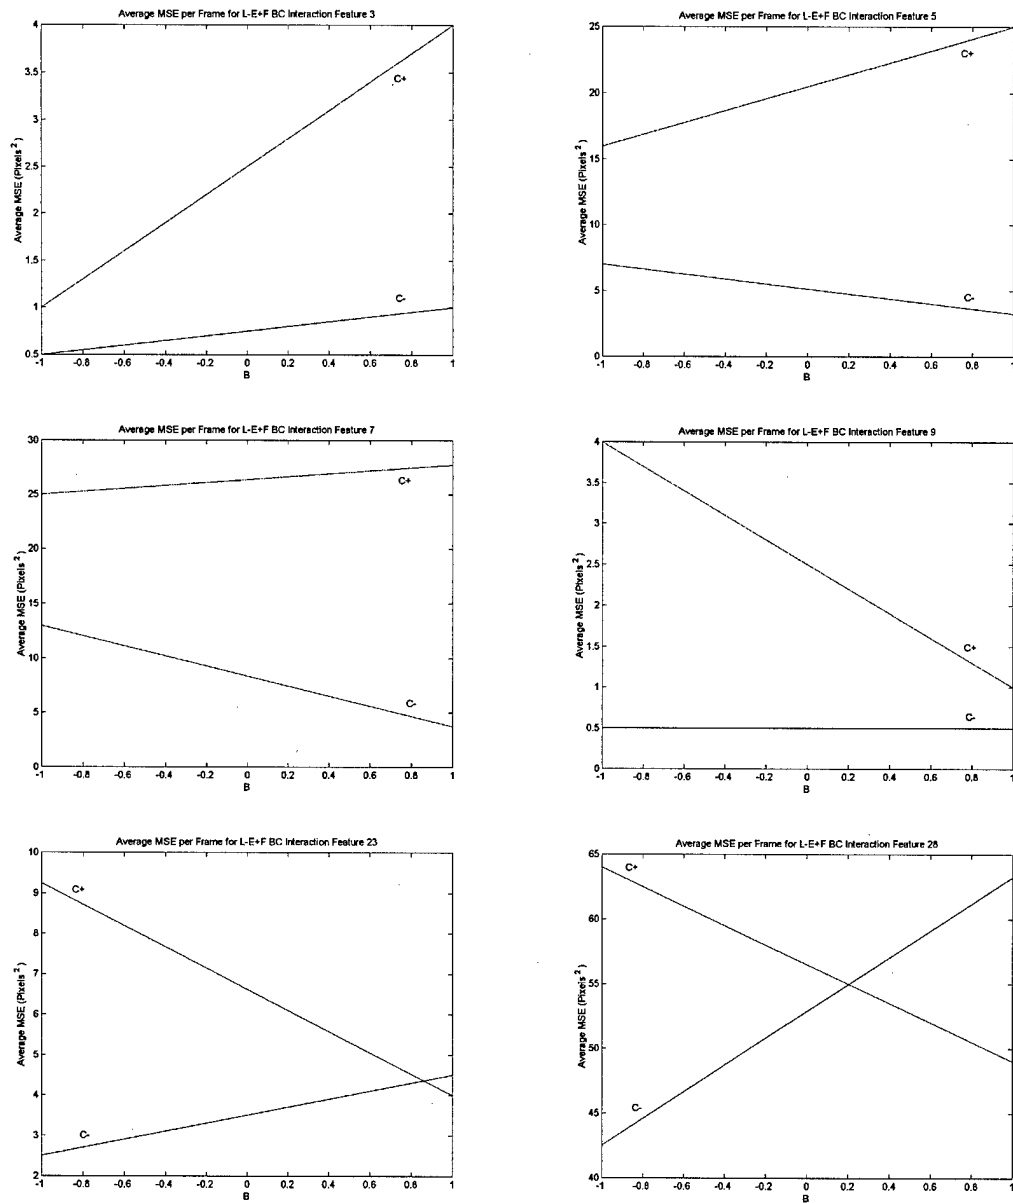 Average MSE per Frame for L-E+F BC Interaction Feature 3
4
3.5
3
2.5
2
1.5
1
0.5
Average MSE (Pixels^2)
C+
C-
-1 -0.8 -0.6 -0.4 -0.2 0 0.2 0.4 0.6 0.8 1
B
Average MSE per Frame for L-E+F BC Interaction Feature 5
25
20
15
10
5
0
Average MSE (Pixels^2)
C+
C-
-1 -0.8 -0.6 -0.4 -0.2 0 0.2 0.4 0.6 0.8 1
B
Average MSE per Frame for L-E+F BC Interaction Feature 7
30
25
20
15
10
5
0
Average MSE (Pixels^2)
C+
C-
-1 -0.8 -0.6 -0.4 -0.2 0 0.2 0.4 0.6 0.8 1
B
Average MSE per Frame for L-E+F BC Interaction Feature 9
4
3.5
3
2.5
2
1.5
1
0.5
0
Average MSE (Pixels^2)
C+
C-
-1 -0.8 -0.6 -0.4 -0.2 0 0.2 0.4 0.6 0.8 1
B
Average MSE per Frame for L-E+F BC Interaction Feature 23
10
9
8
7
6
5
4
3
2
Average MSE (Pixels^2)
C+
C-
-1 -0.8 -0.6 -0.4 -0.2 0 0.2 0.4 0.6 0.8 1
B
Average MSE per Frame for L-E+F BC Interaction Feature 28
65
60
55
50
45
40
Average MSE (Pixels^2)
C+
C-
-1 -0.8 -0.6 -0.4 -0.2 0 0.2 0.4 0.6 0.8 1
B